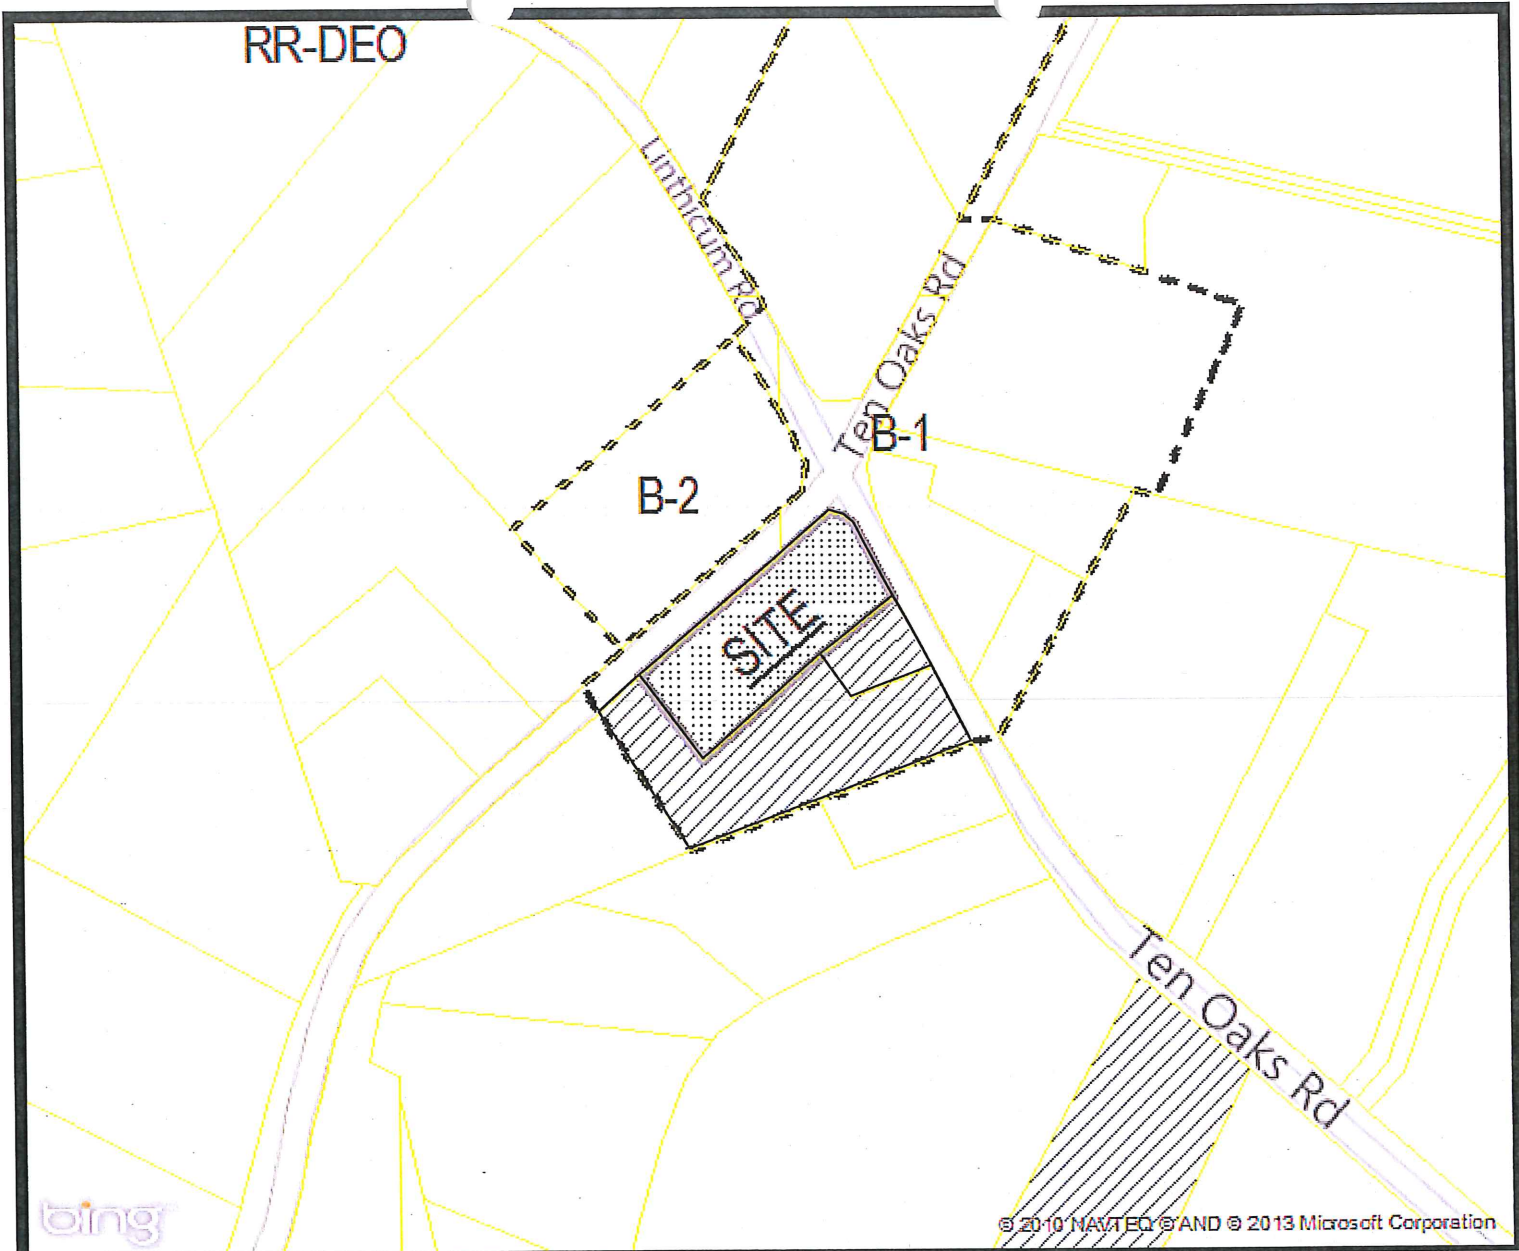 RR-DEO
Linthicum Rd
Ten Oaks Rd
B-1
B-2
SITE
Ten Oaks Rd
bing
© 2010 NAVTEQ © AND © 2013 Microsoft Corporation